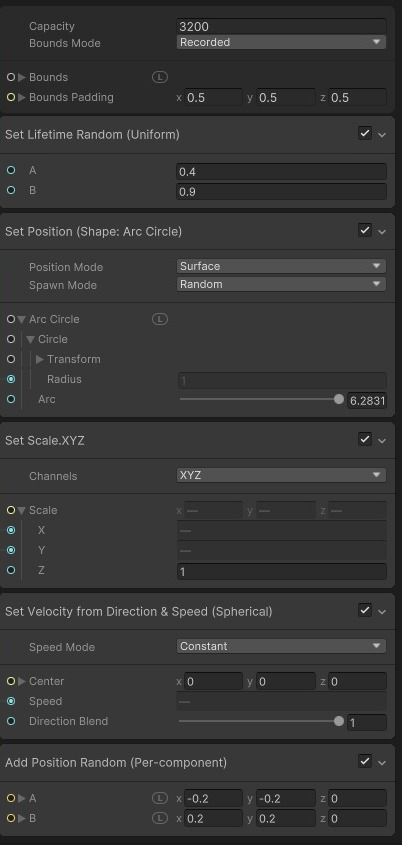 Capacity 3200
Bounds Mode Recorded
Bounds L
Bounds Padding x 0.5 y 0.5 z 0.5
Set Lifetime Random (Uniform)
A 0.4
B 0.9
Set Position (Shape: Arc Circle)
Position Mode Surface
Spawn Mode Random
Arc Circle L
Circle
Transform
Radius 1
Arc 6.2831
Set Scale.XYZ
Channels XYZ
Scale x — y — z —
X —
Y —
Z 1
Set Velocity from Direction & Speed (Spherical)
Speed Mode Constant
Center x 0 y 0 z 0
Speed —
Direction Blend 1
Add Position Random (Per-component)
A L x -0.2 y -0.2 z 0
B L x 0.2 y 0.2 z 0